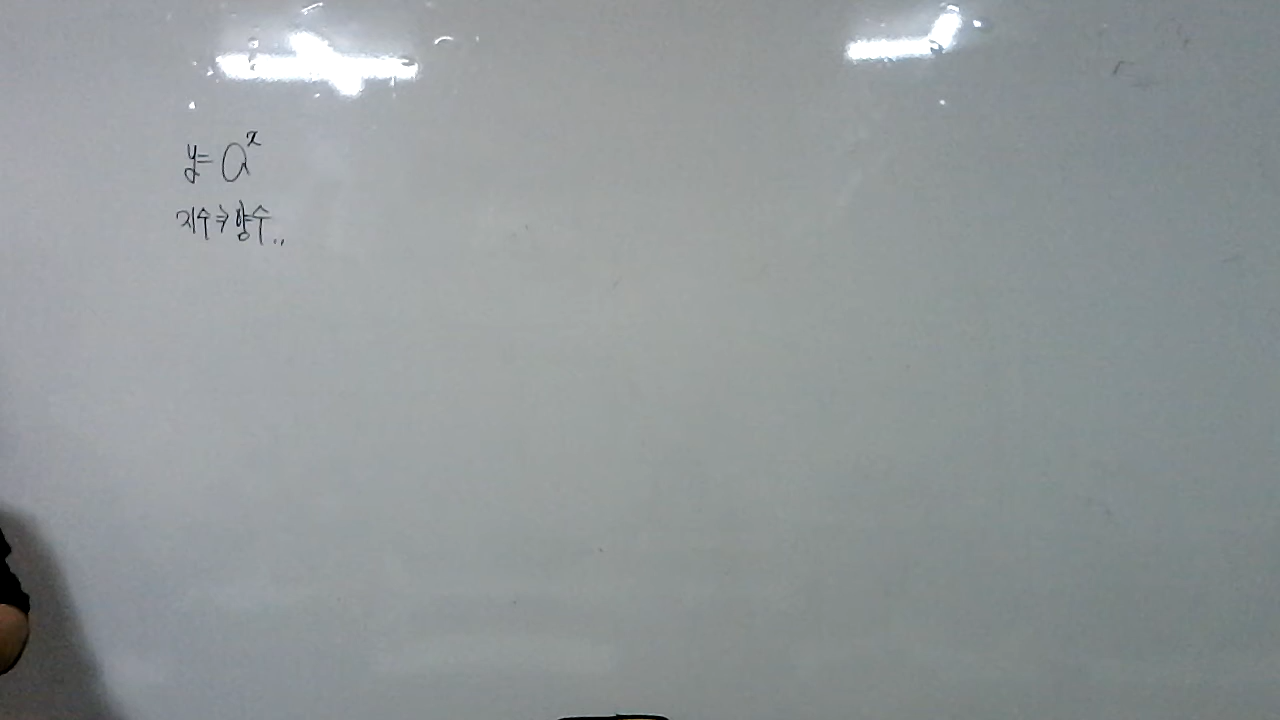 y = a^x
지수 ⇒ 함수..